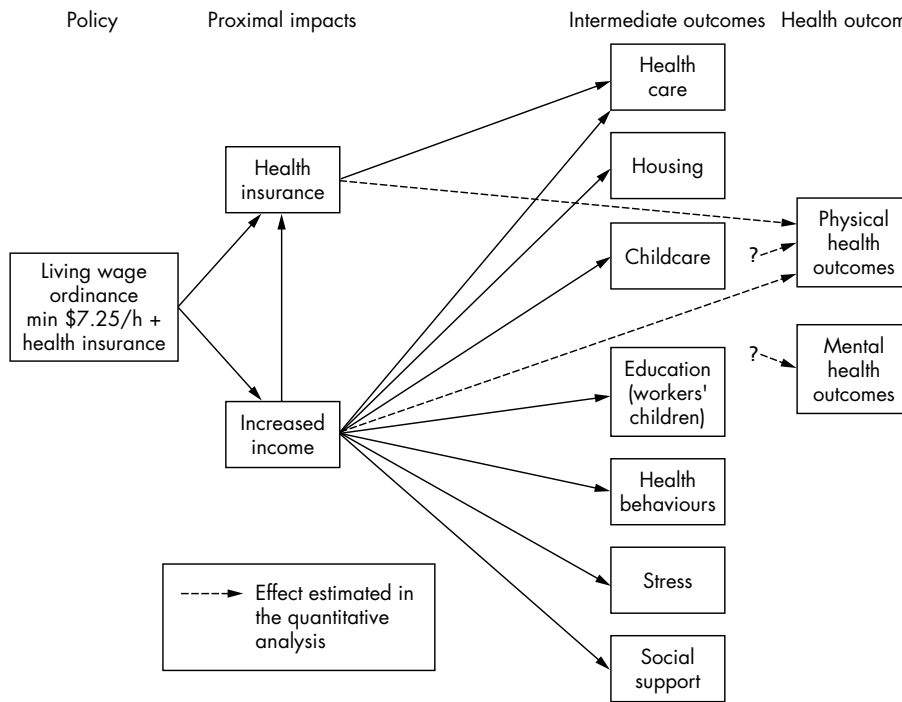 Policy
Proximal impacts
Intermediate outcomes
Health outcom
Health
care
Health
insurance
Housing
Living wage
ordinance
min $7.25/h +
health insurance
Childcare
?
Physical
health
outcomes
?
Mental
health
outcomes
Increased
income
Education
(workers'
children)
Health
behaviours
Stress
Social
support
Effect estimated in
the quantitative
analysis